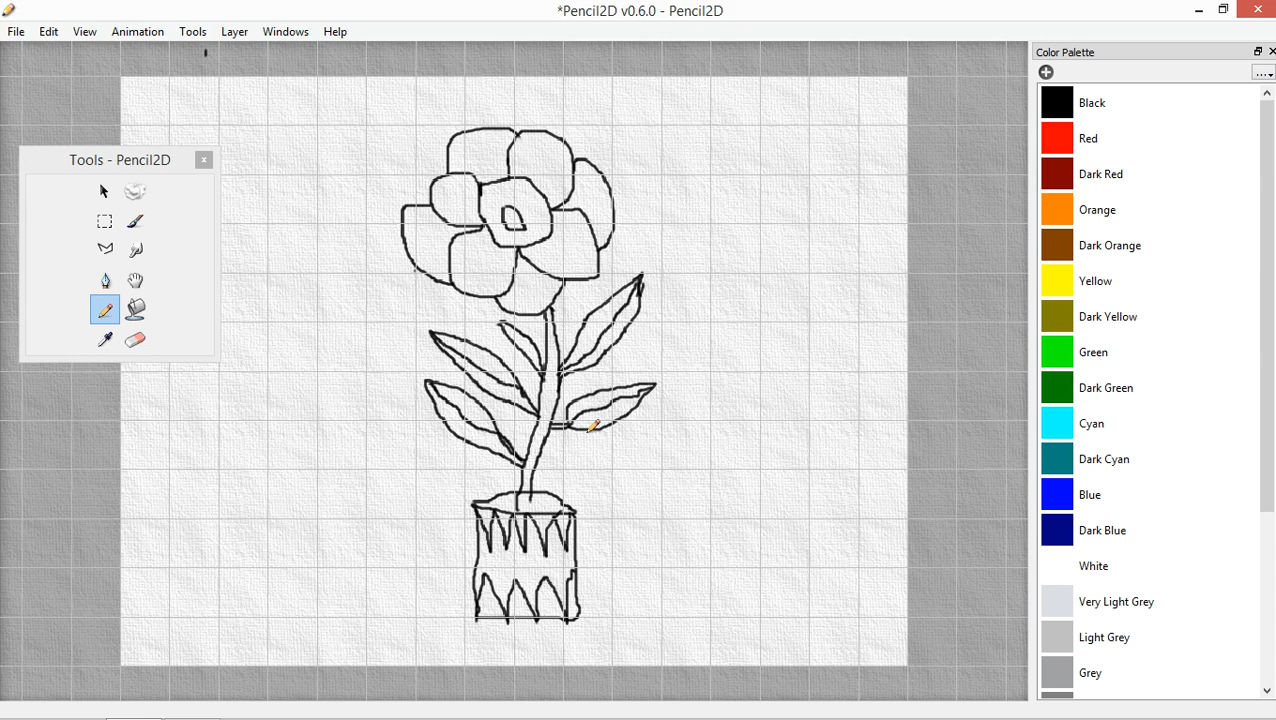 *Pencil2D v0.6.0 - Pencil2D
File Edit View Animation Tools Layer Windows Help
Color Palette
Tools - Pencil2D
Black
Red
Dark Red
Orange
Dark Orange
Yellow
Dark Yellow
Green
Dark Green
Cyan
Dark Cyan
Blue
Dark Blue
White
Very Light Grey
Light Grey
Grey